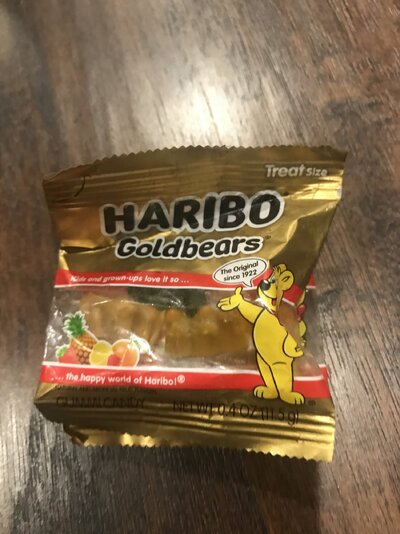 Treat Size
HARIBO
Goldbears
The Original
since 1922
Kids and grown-ups love it so ...
... the happy world of Haribo!®
GUMMI CANDY NET WT 0.4 OZ (11.5g)